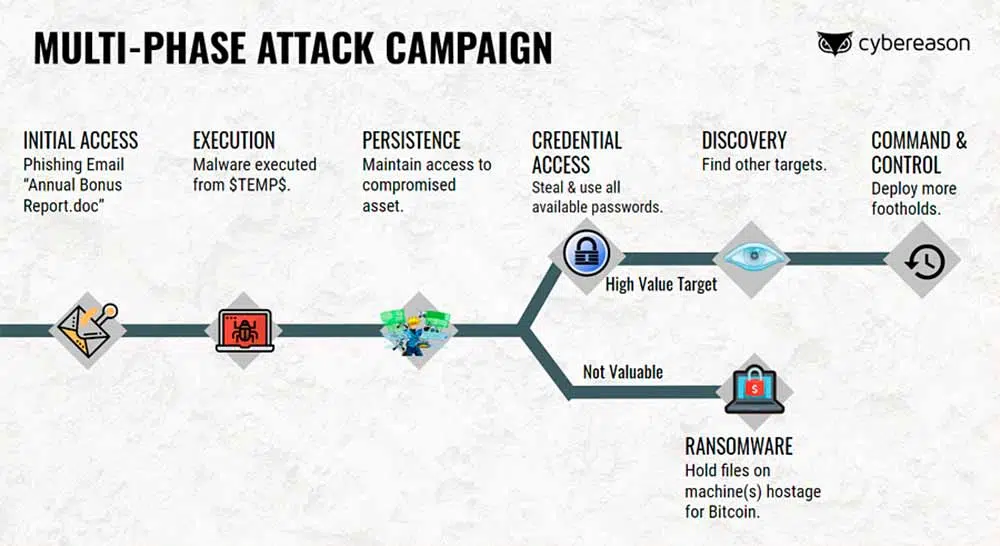 MULTI-PHASE ATTACK CAMPAIGN
cybereason
INITIAL ACCESS
Phishing Email
“Annual Bonus
Report.doc”
EXECUTION
Malware executed
from $TEMP$.
PERSISTENCE
Maintain access to
compromised
asset.
CREDENTIAL
ACCESS
Steal & use all
available passwords.
DISCOVERY
Find other targets.
COMMAND &
CONTROL
Deploy more
footholds.
High Value Target
Not Valuable
$
RANSOMWARE
Hold files on
machine(s) hostage
for Bitcoin.